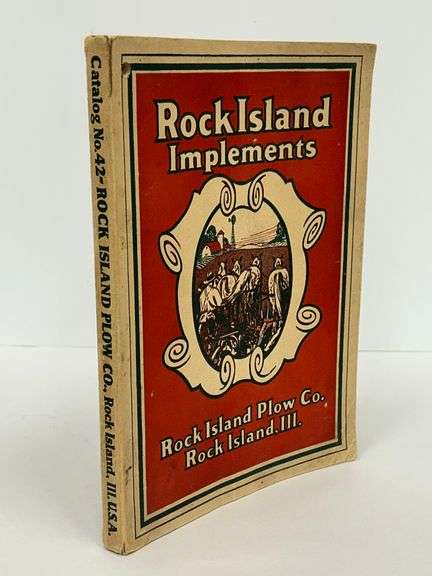 Catalog No. 42- ROCK ISLAND PLOW CO., Rock Island, Ill. U.S.A.
Rock Island
Implements
Rock Island Plow Co.
Rock Island, Ill.